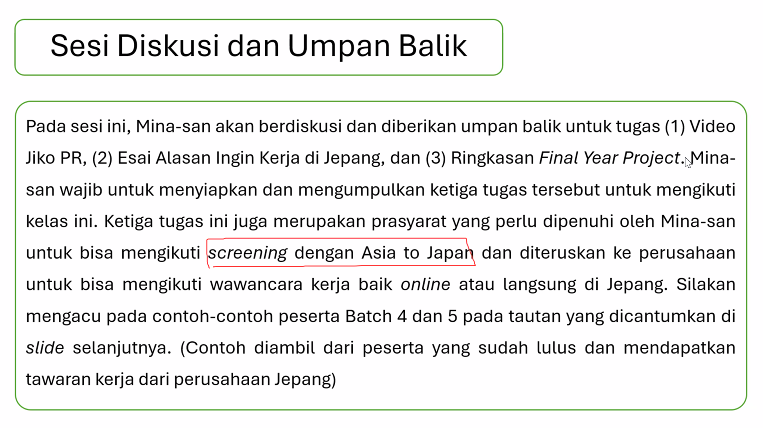 Sesi Diskusi dan Umpan Balik
Pada sesi ini, Mina-san akan berdiskusi dan diberikan umpan balik untuk tugas (1) Video
Jiko PR, (2) Esai Alasan Ingin Kerja di Jepang, dan (3) Ringkasan Final Year Project. Mina-
san wajib untuk menyiapkan dan mengumpulkan ketiga tugas tersebut untuk mengikuti
kelas ini. Ketiga tugas ini juga merupakan prasyarat yang perlu dipenuhi oleh Mina-san
untuk bisa mengikuti screening dengan Asia to Japan dan diteruskan ke perusahaan
untuk bisa mengikuti wawancara kerja baik online atau langsung di Jepang. Silakan
mengacu pada contoh-contoh peserta Batch 4 dan 5 pada tautan yang dicantumkan di
slide selanjutnya. (Contoh diambil dari peserta yang sudah lulus dan mendapatkan
tawaran kerja dari perusahaan Jepang)